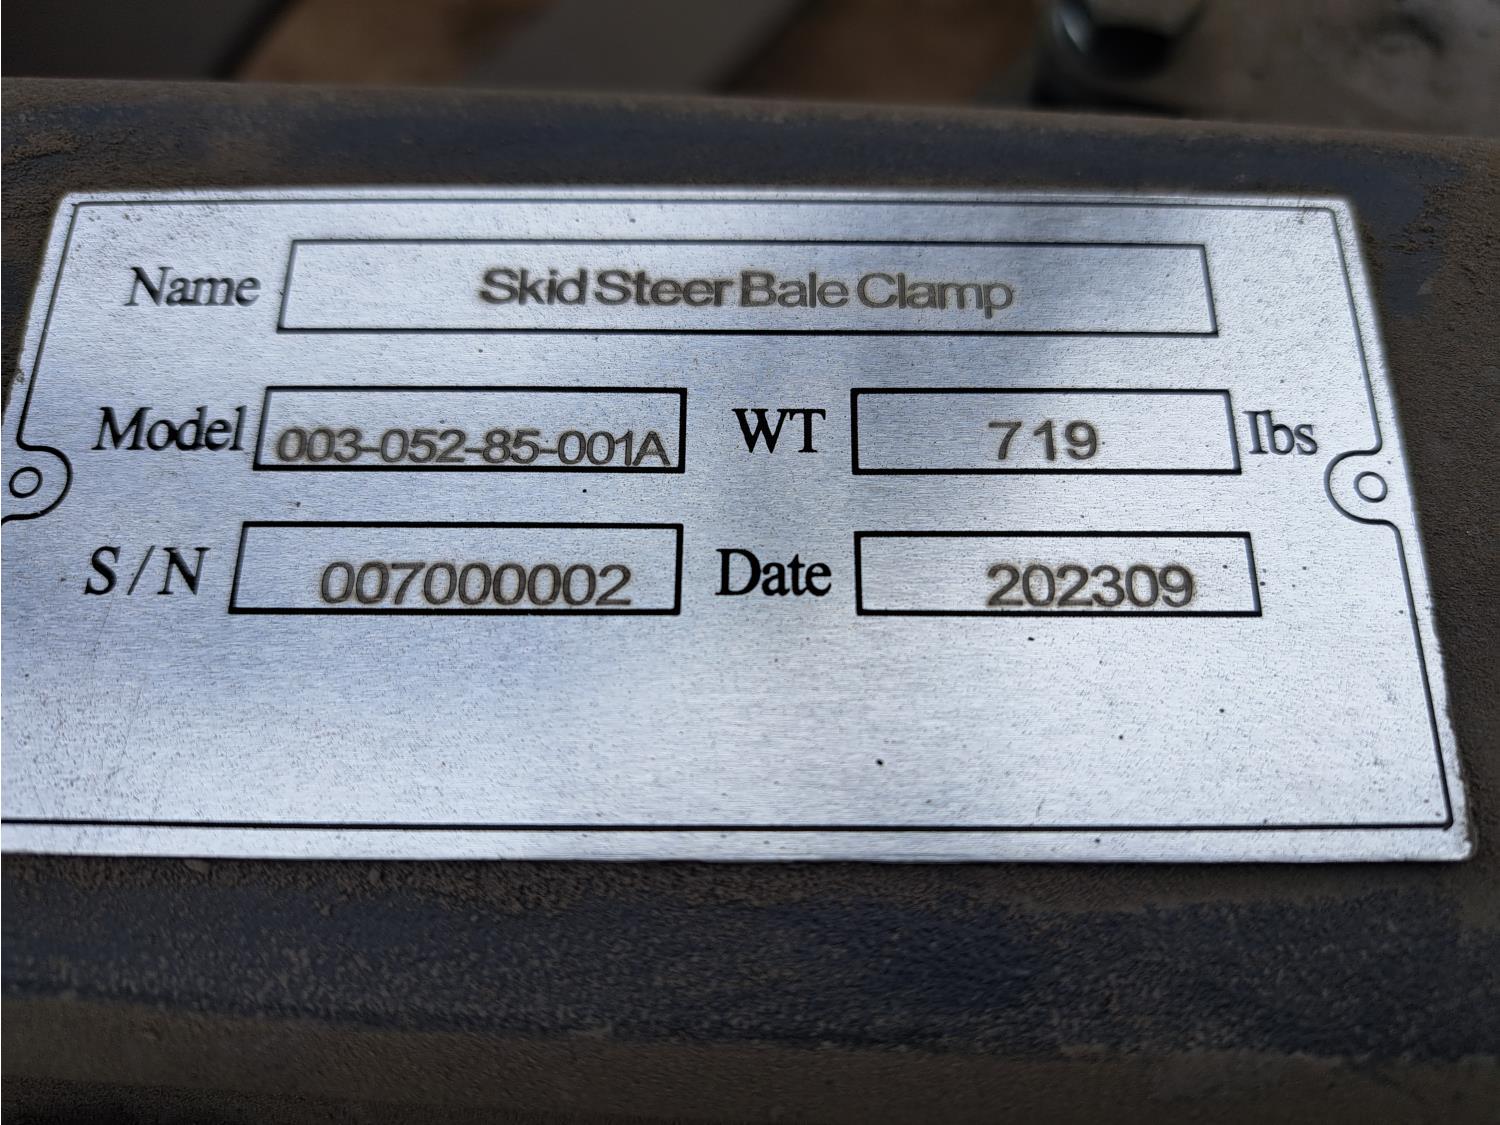 Name Skid Steer Bale Clamp
Model 003-052-85-001A WT 719 lbs
S/N 007000002 Date 202309